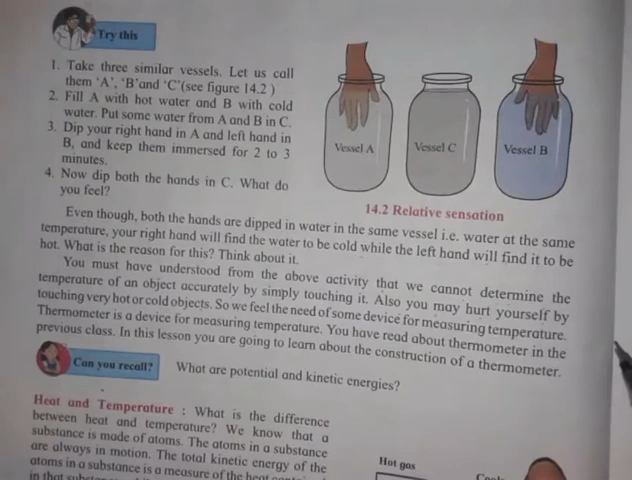 Try this
1. Take three similar vessels. Let us call
them ‘A’, ‘B’and ‘C’(see figure 14.2 )
2. Fill A with hot water and B with cold
water. Put some water from A and B in C.
3. Dip your right hand in A and left hand in
B, and keep them immersed for 2 to 3
minutes.
4. Now dip both the hands in C. What do
you feel?
Vessel A
Vessel C
Vessel B
14.2 Relative sensation
Even though, both the hands are dipped in water in the same vessel i.e. water at the same
temperature, your right hand will find the water to be cold while the left hand will find it to be
hot. What is the reason for this? Think about it.
You must have understood from the above activity that we cannot determine the
temperature of an object accurately by simply touching it. Also you may hurt yourself by
touching very hot or cold objects. So we feel the need of some device for measuring temperature.
Thermometer is a device for measuring temperature. You have read about thermometer in the
previous class. In this lesson you are going to learn about the construction of a thermometer.
Can you recall?
What are potential and kinetic energies?
Heat and Temperature : What is the difference
between heat and temperature? We know that a
substance is made of atoms. The atoms in a substance
are always in motion. The total kinetic energy of the
atoms in a substance is a measure of the heat
in that
Hot gas